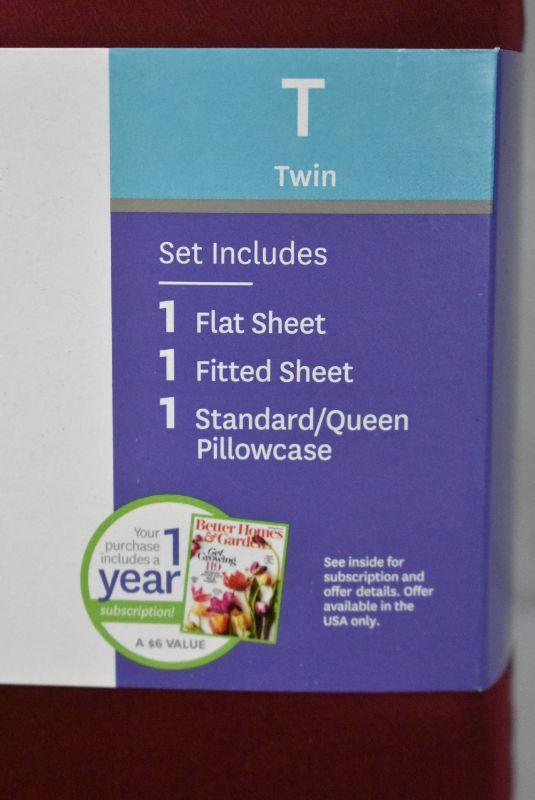 T
Twin
Set Includes
1 Flat Sheet
1 Fitted Sheet
1 Standard/Queen
Pillowcase
Your
purchase
includes a
1
year
subscription!
A $6 VALUE
Better Homes
& Gardens
Get
Growing
119
See inside for
subscription and
offer details. Offer
available in the
USA only.